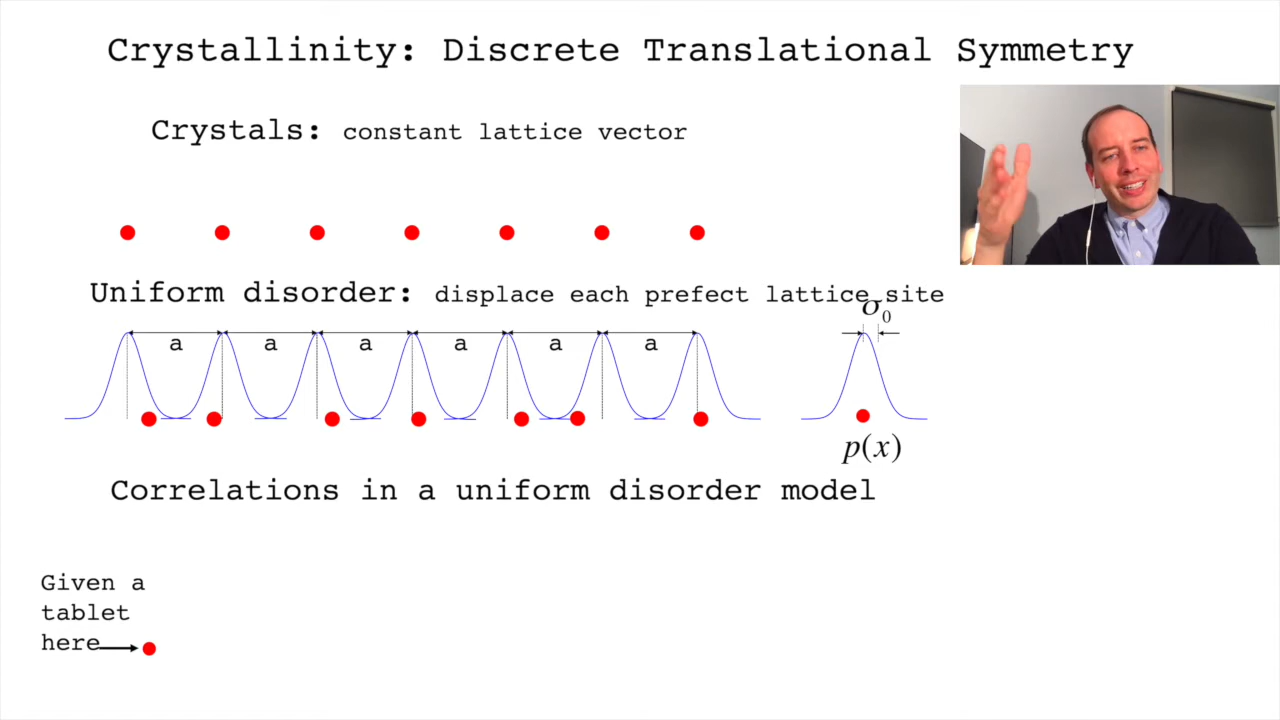 Crystallinity: Discrete Translational Symmetry
Crystals: constant lattice vector
Uniform disorder: displace each prefect lattice site
σ₀
a a a a a a
p(x)
Correlations in a uniform disorder model
Given a
tablet
here